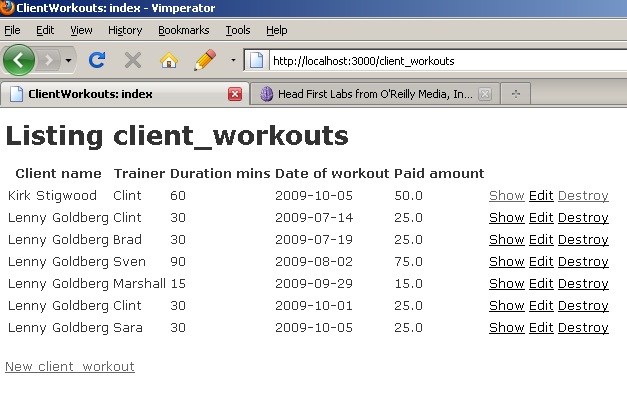 ClientWorkouts: index - Vimperator
File Edit View History Bookmarks Tools Help
http://localhost:3000/client_workouts
ClientWorkouts: index Head First Labs from O'Reilly Media, In...
Listing client_workouts
Client name Trainer Duration mins Date of workout Paid amount
Kirk Stigwood Clint 60 2009-10-05 50.0 Show Edit Destroy
Lenny Goldberg Clint 30 2009-07-14 25.0 Show Edit Destroy
Lenny Goldberg Brad 30 2009-07-19 25.0 Show Edit Destroy
Lenny Goldberg Sven 90 2009-08-02 75.0 Show Edit Destroy
Lenny Goldberg Marshall 15 2009-09-29 15.0 Show Edit Destroy
Lenny Goldberg Clint 30 2009-10-01 25.0 Show Edit Destroy
Lenny Goldberg Sara 30 2009-10-05 25.0 Show Edit Destroy
New client_workout